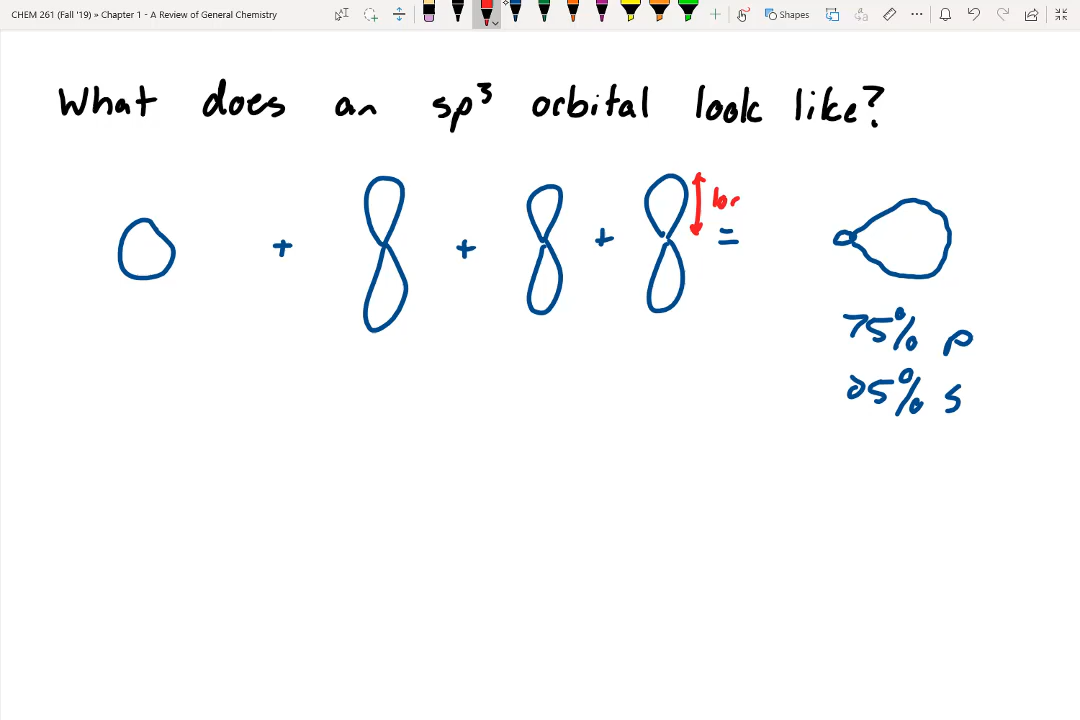 CHEM 261 (Fall '19) » Chapter 1 - A Review of General Chemistry
Shapes
What does an sp³ orbital look like?
+ + + =
75% p
25% s